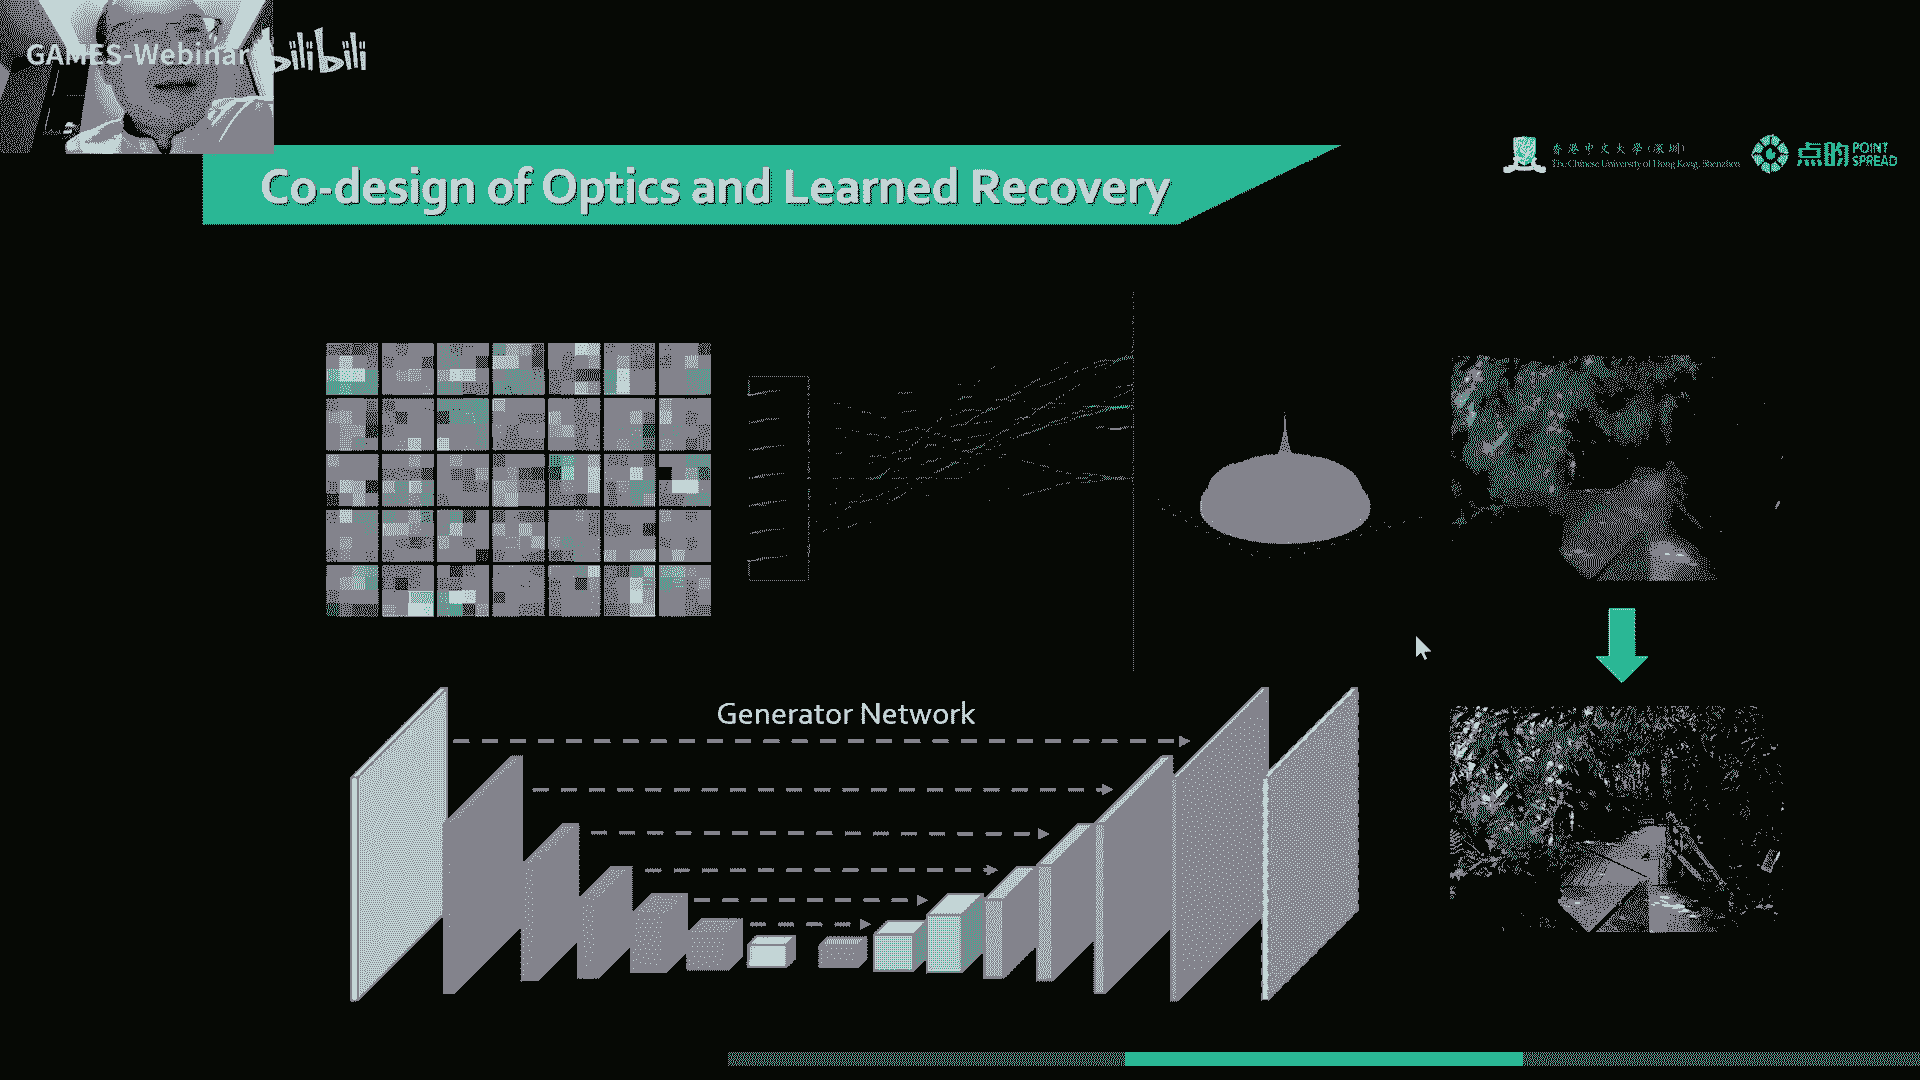 GAMES-Webinar
bilibili
香港中文大學(深圳)
The Chinese University of Hong Kong, Shenzhen
点昀 POINT
SPREAD
Co-design of Optics and Learned Recovery
Generator Network